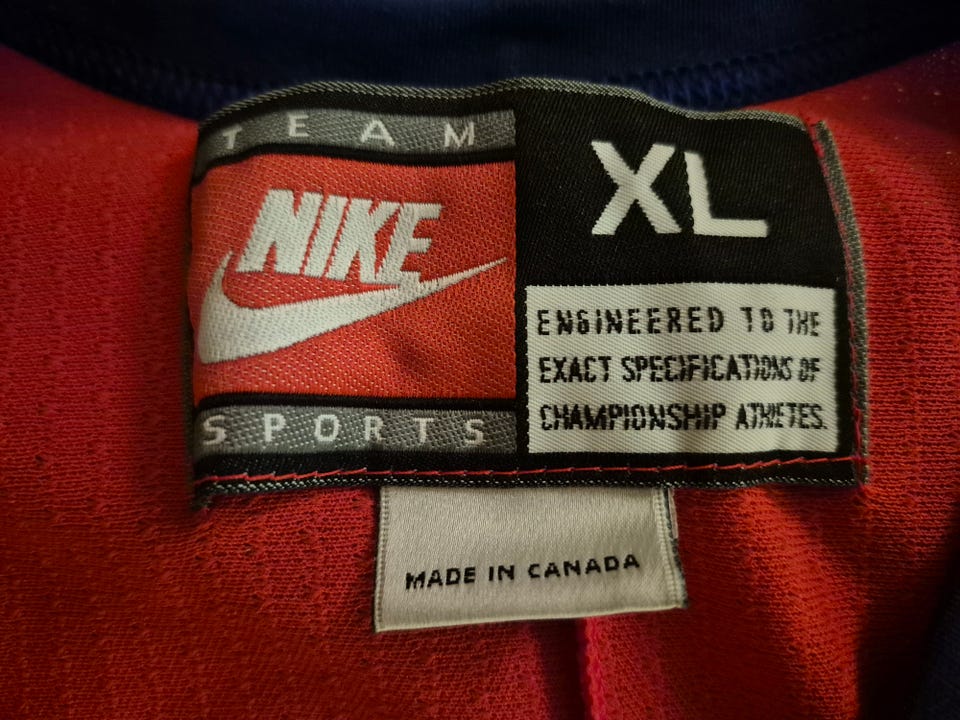 TEAM
NIKE
SPORTS
XL
ENGINEERED TO THE
EXACT SPECIFICATIONS OF
CHAMPIONSHIP ATHLETES.
MADE IN CANADA